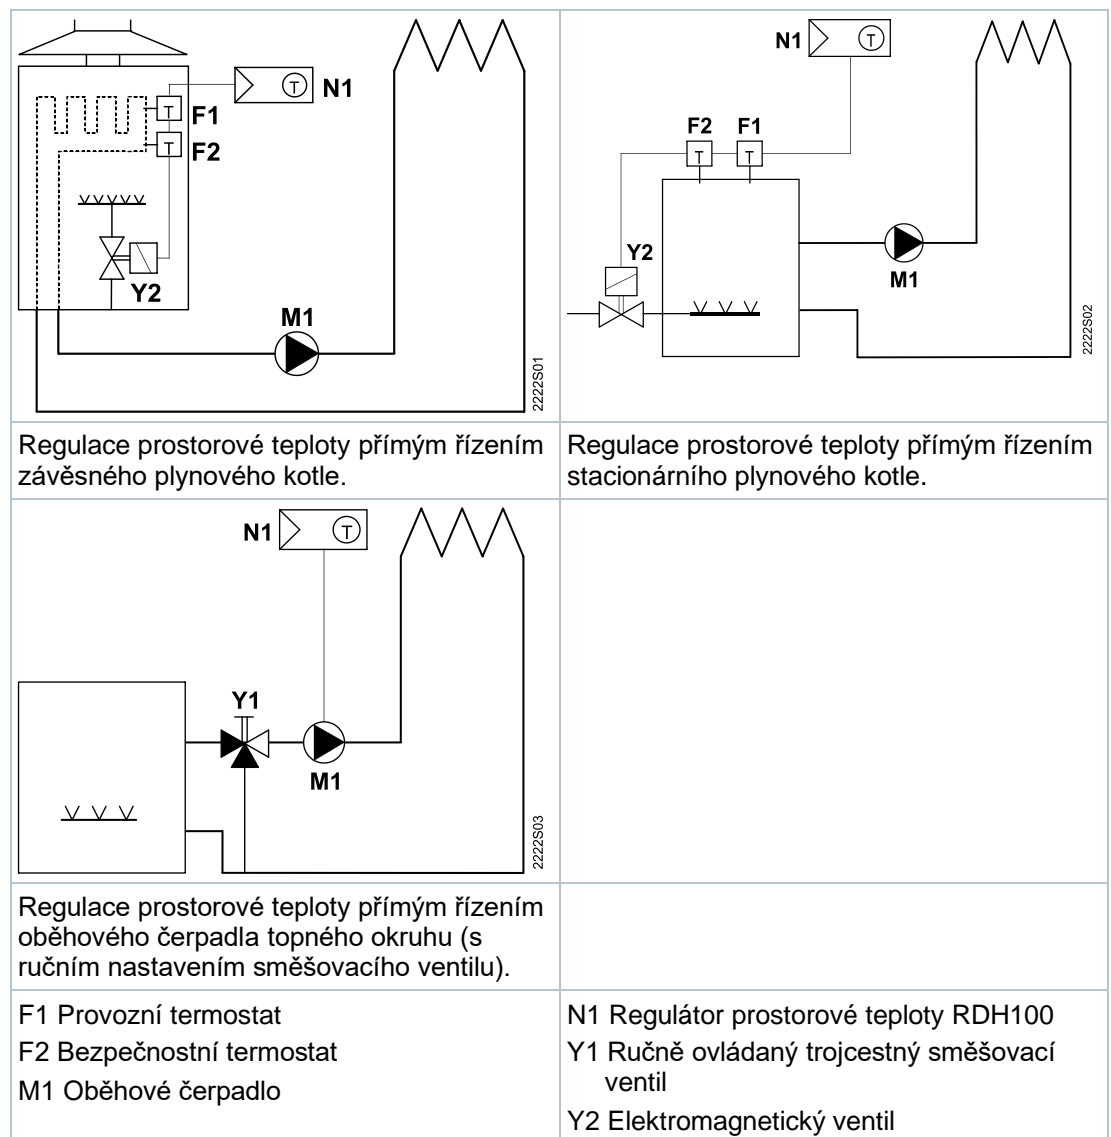 N1
T
T
F1
T
F2
Y2
M1
2222S01
N1
T
F2
F1
T
T
Y2
M1
2222S02
Regulace prostorové teploty přímým řízením
závěsného plynového kotle.
Regulace prostorové teploty přímým řízením
stacionárního plynového kotle.
N1
T
Y1
M1
2222S03
Regulace prostorové teploty přímým řízením
oběhového čerpadla topného okruhu (s
ručním nastavením směšovacího ventilu).
F1 Provozní termostat
F2 Bezpečnostní termostat
M1 Oběhové čerpadlo
N1 Regulátor prostorové teploty RDH100
Y1 Ručně ovládaný trojcestný směšovací
ventil
Y2 Elektromagnetický ventil